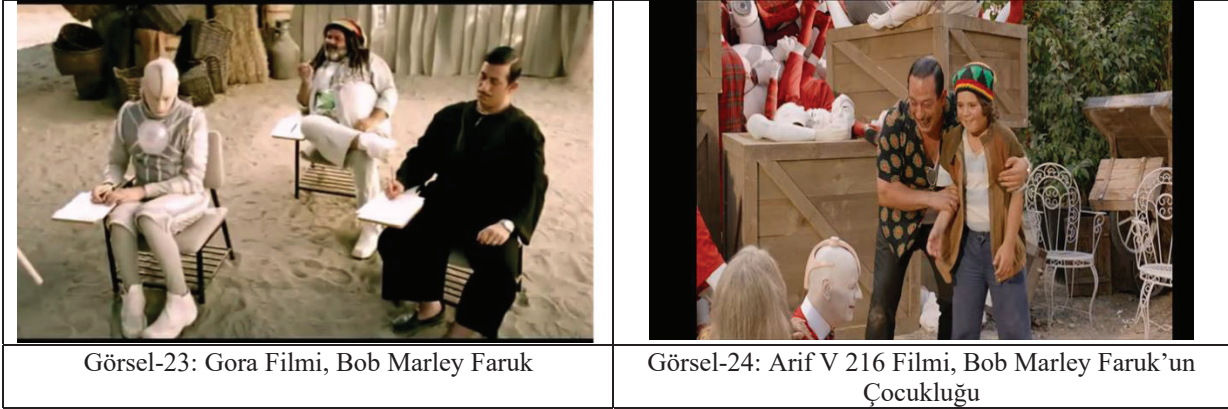 Görsel-23: Gora Filmi, Bob Marley Faruk
Görsel-24: Arif V 216 Filmi, Bob Marley Faruk’un
Çocukluğu